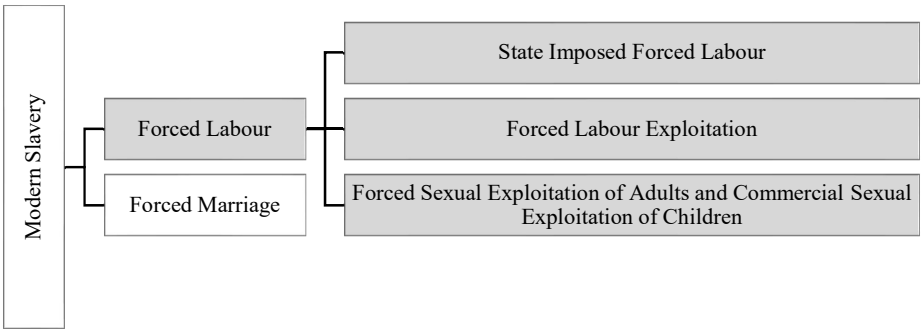 Modern Slavery
Forced Labour
Forced Marriage
State Imposed Forced Labour
Forced Labour Exploitation
Forced Sexual Exploitation of Adults and Commercial Sexual
Exploitation of Children